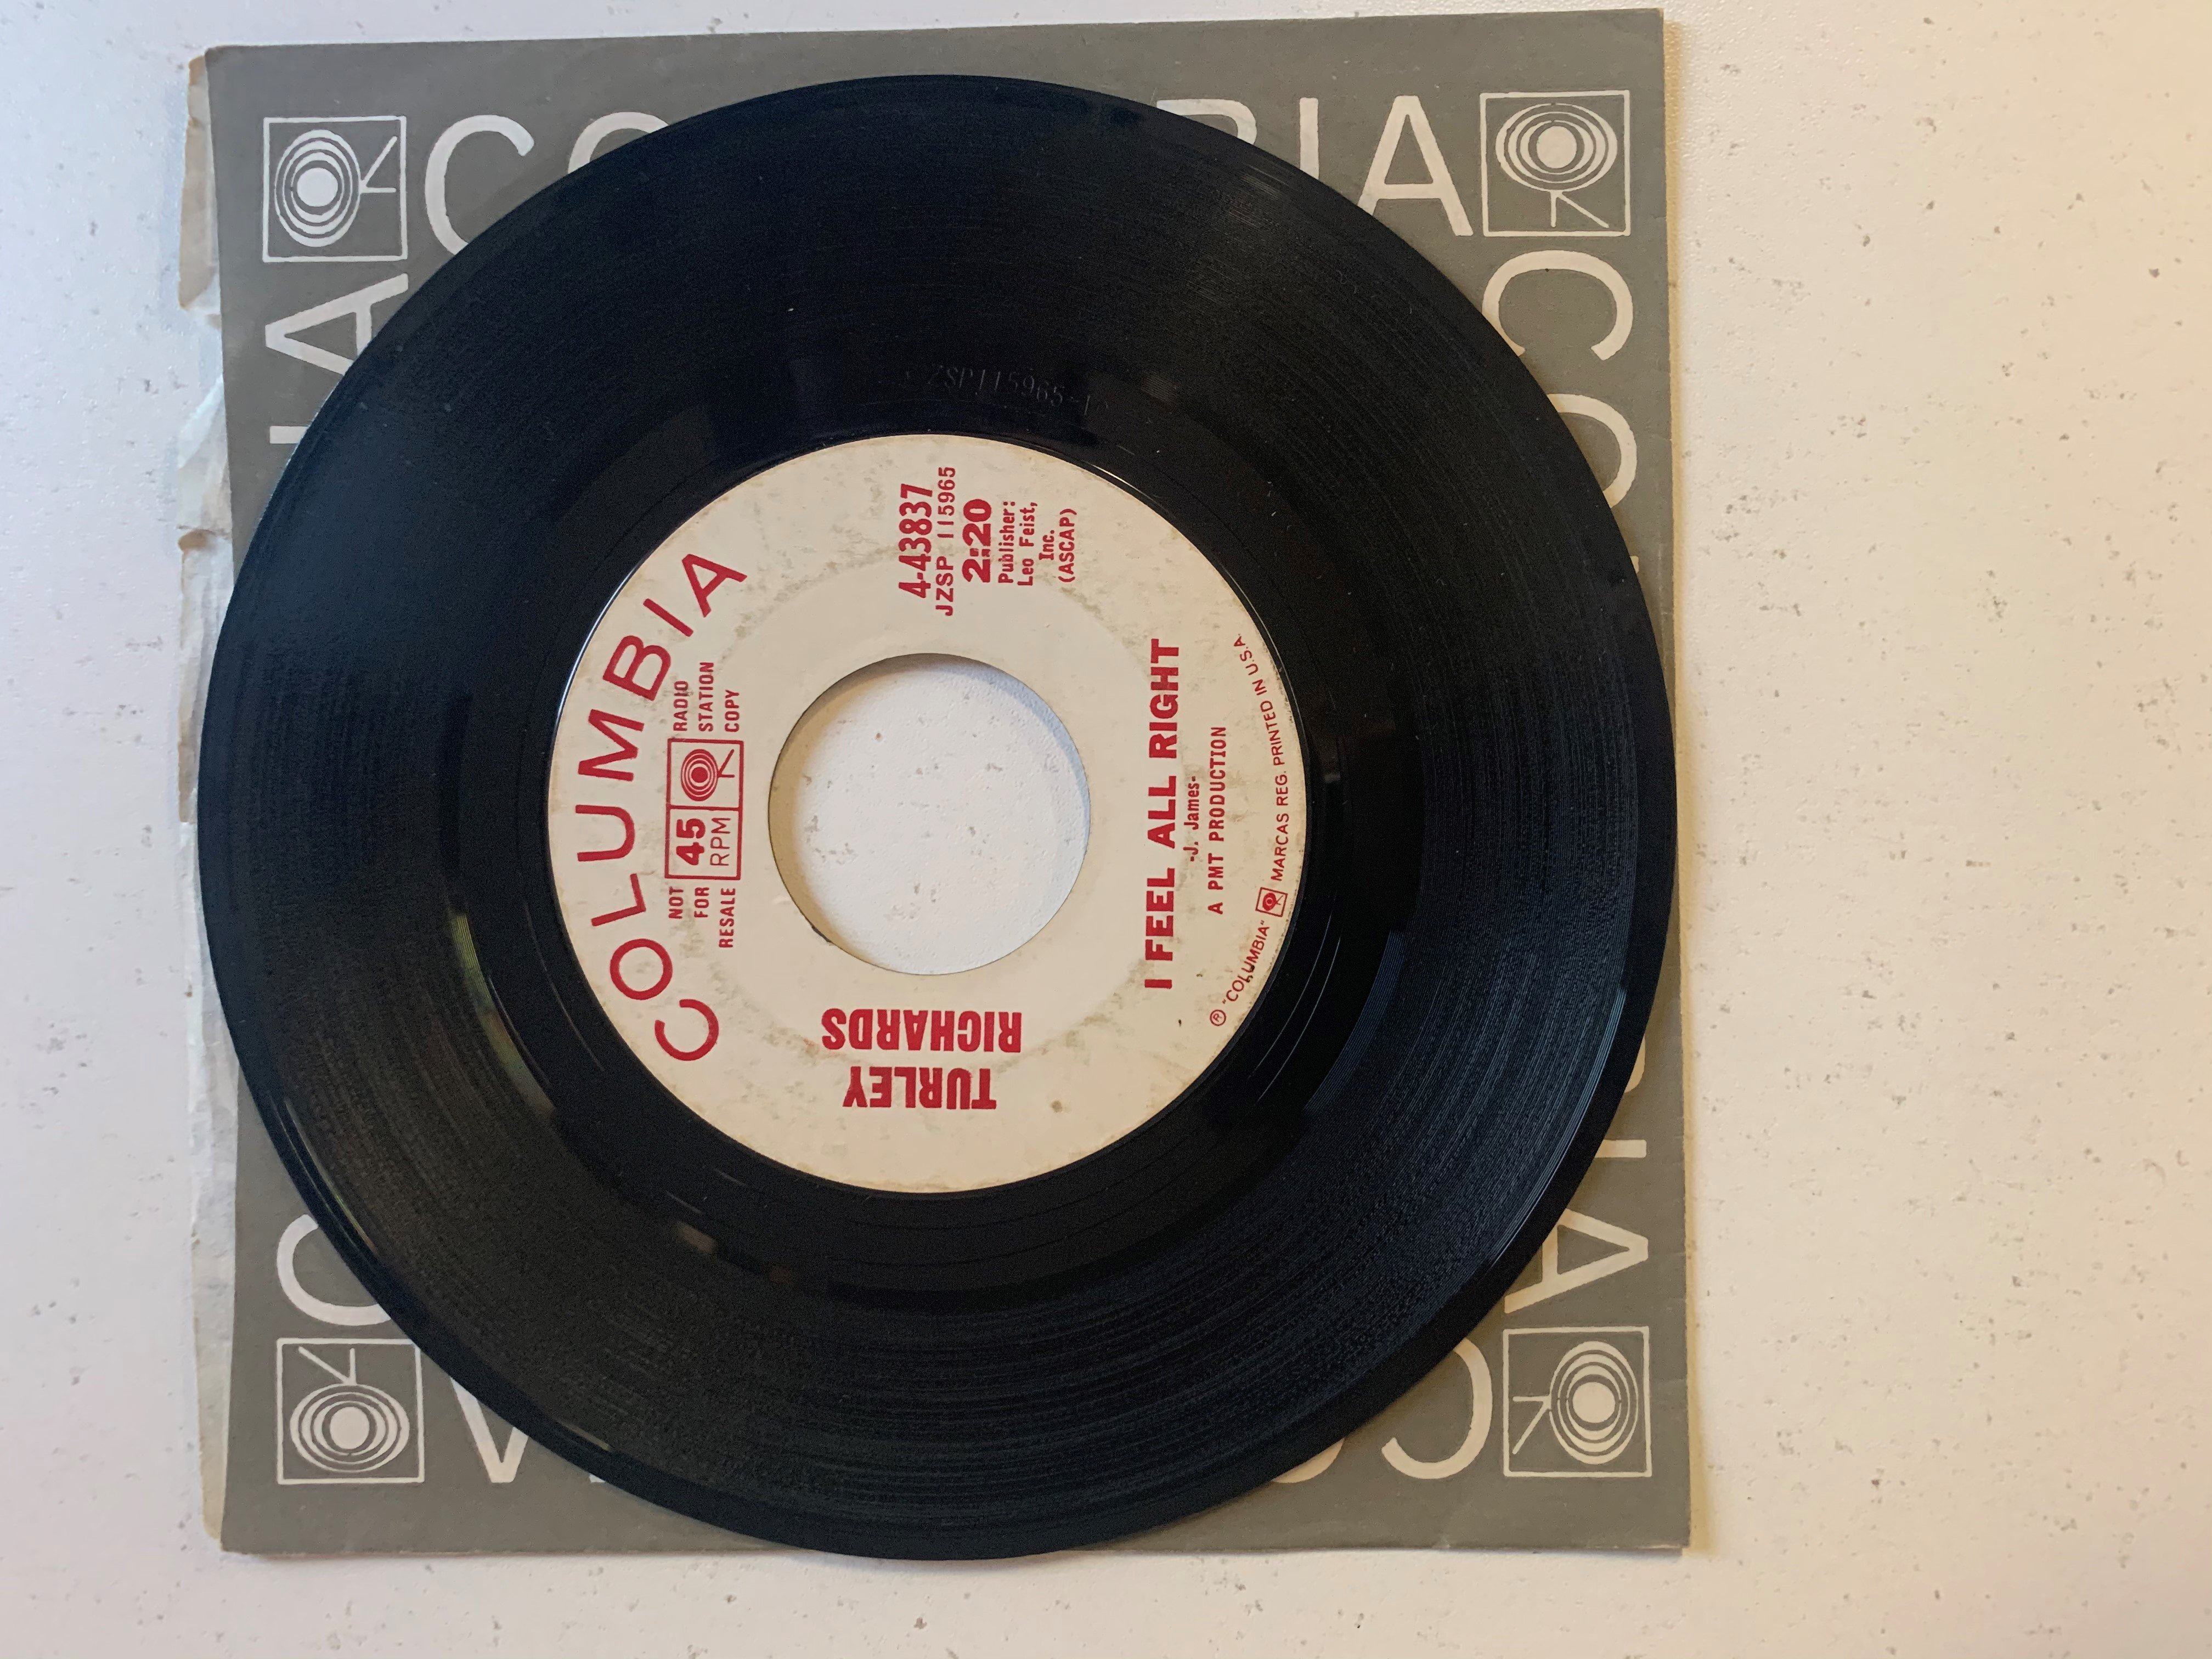 COLUMBIA
NOT
FOR
RESALE
45
RPM
RADIO
STATION
COPY
4-43837
JZSP 115965
2:20
Publisher:
Leo Feist,
Inc.
(ASCAP)
TURLEY
RICHARDS
I FEEL ALL RIGHT
-J. James-
A PMT PRODUCTION
® "COLUMBIA" MARCAS REG. PRINTED IN U.S.A.
ZSP115965-1